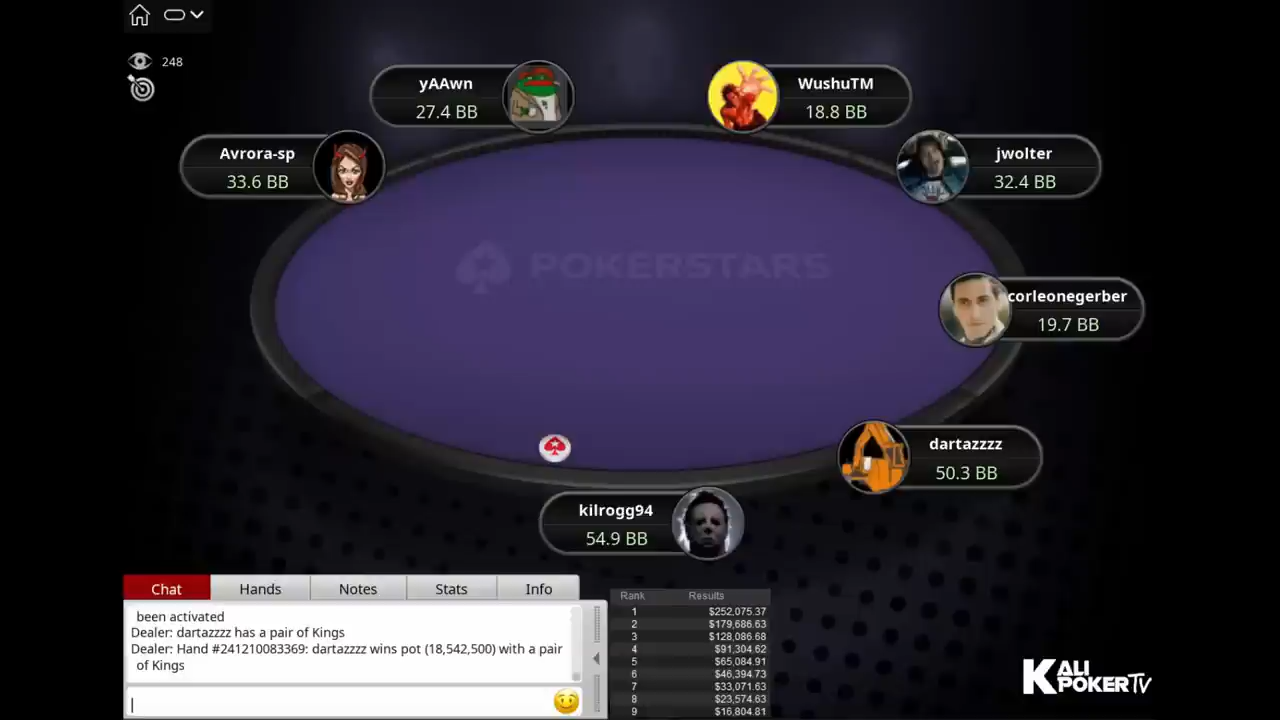 248
yAAwn
27.4 BB
WushuTM
18.8 BB
Avrora-sp
33.6 BB
jwolter
32.4 BB
POKERSTARS
corleonegerber
19.7 BB
dartazzzz
50.3 BB
kilrogg94
54.9 BB
Chat Hands Notes Stats Info
been activated
Dealer: dartazzzz has a pair of Kings
Dealer: Hand #241210083369: dartazzzz wins pot (18,542,500) with a pair
of Kings
Rank Results
1 $252,075.37
2 $179,686.63
3 $128,086.68
4 $91,304.62
5 $65,084.91
6 $46,394.73
7 $33,071.63
8 $23,574.63
9 $16,804.81
KALI
POKER TV